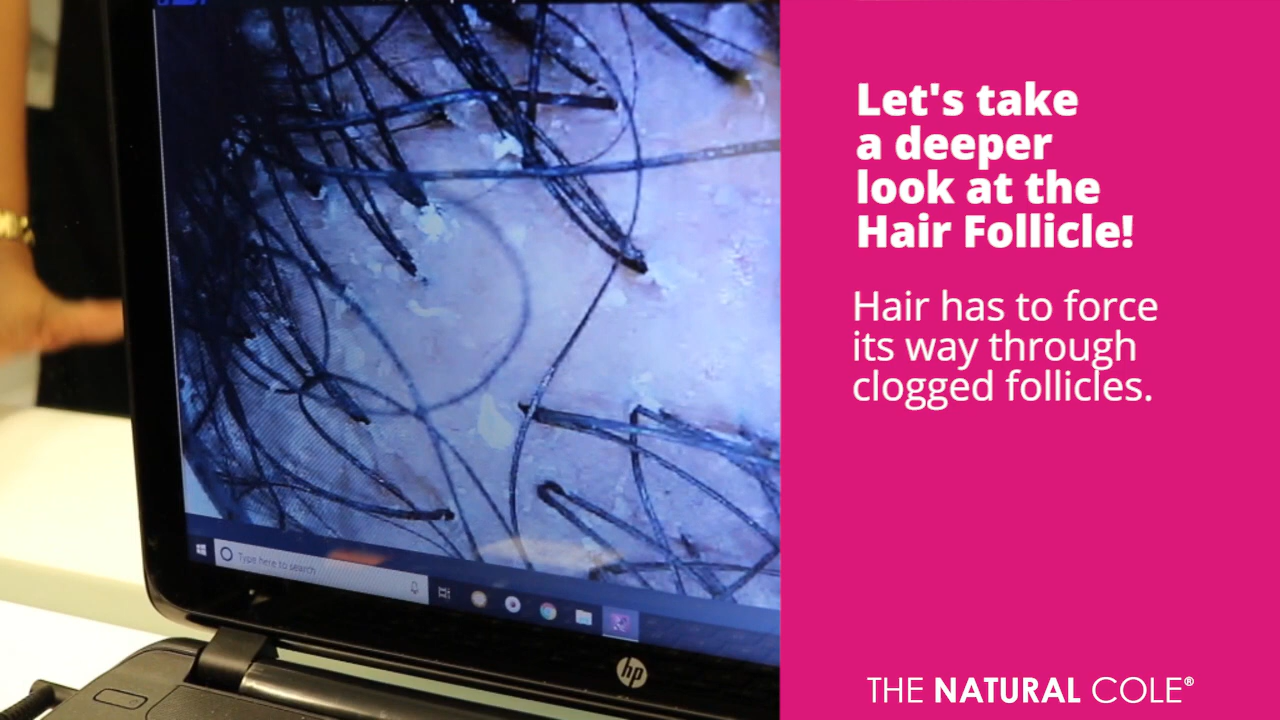 Let's take
a deeper
look at the
Hair Follicle!
Hair has to force
its way through
clogged follicles.
Type here to search
hp
THE NATURAL COLE®